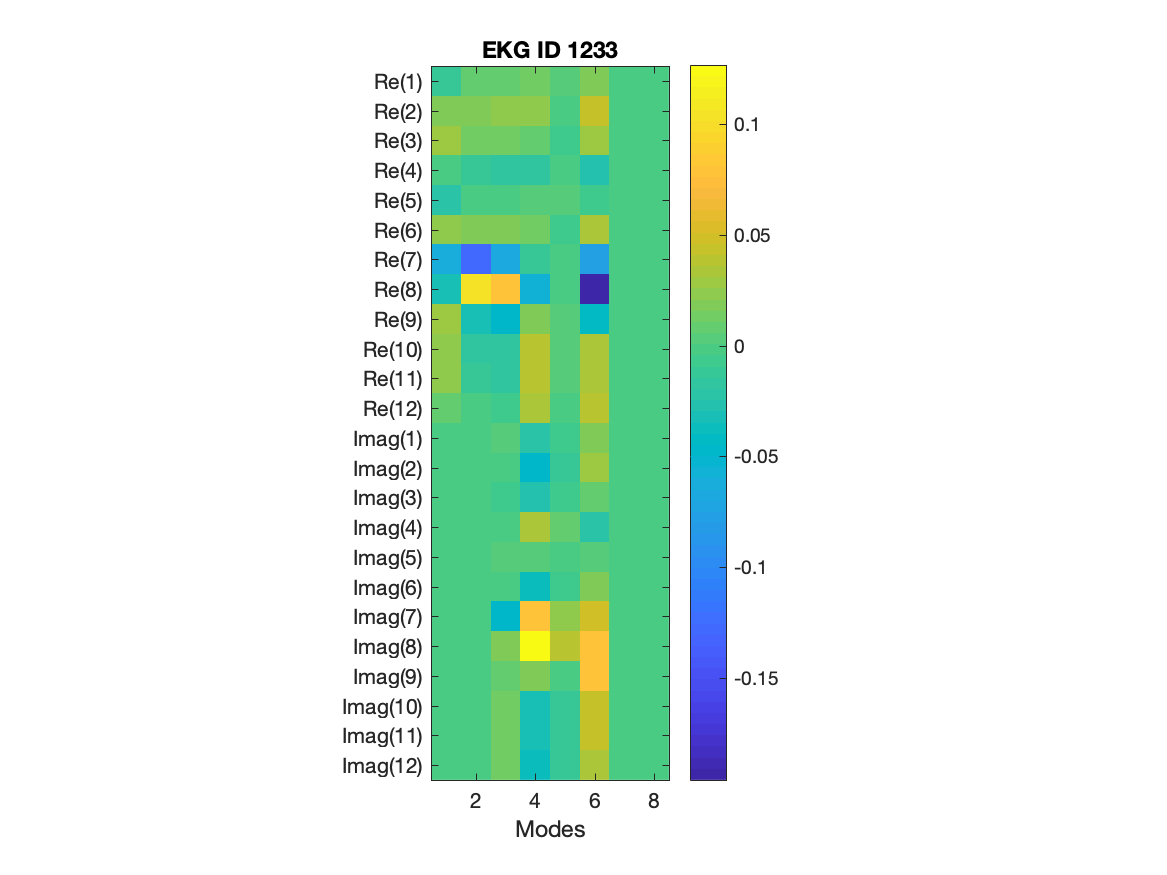 EKG ID 1233
Re(1)
Re(2)
Re(3)
Re(4)
Re(5)
Re(6)
Re(7)
Re(8)
Re(9)
Re(10)
Re(11)
Re(12)
Imag(1)
Imag(2)
Imag(3)
Imag(4)
Imag(5)
Imag(6)
Imag(7)
Imag(8)
Imag(9)
Imag(10)
Imag(11)
Imag(12)
2 4 6 8
Modes
0.1
0.05
0
-0.05
-0.1
-0.15